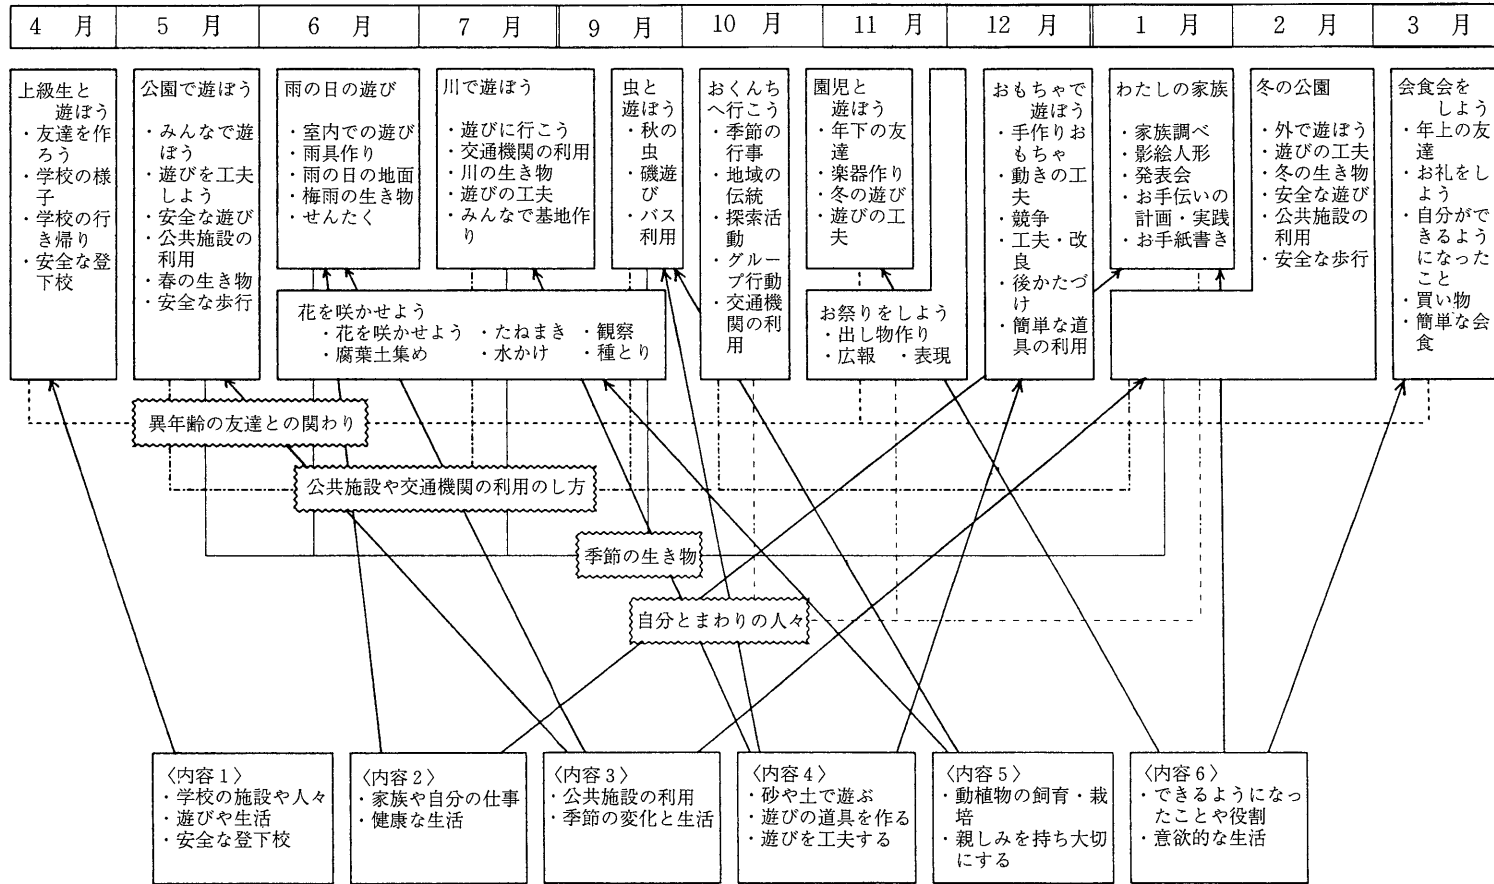 4 月
5 月
6 月
7 月
9 月
10 月
11 月
12 月
1 月
2 月
3 月
上級生と
遊ぼう
・友達を作
ろう
・学校の様
子
・学校の行
き帰り
・安全な登
下校
公園で遊ぼう
・みんなで遊
ぼう
・遊びを工夫
しよう
・安全な遊び
・公共施設の
利用
・春の生き物
・安全な歩行
雨の日の遊び
・室内での遊び
・雨具作り
・雨の日の地面
・梅雨の生き物
・せんたく
川で遊ぼう
・遊びに行こう
・交通機関の利用
・川の生き物
・遊びの工夫
・みんなで基地作
り
虫と
遊ぼう
・秋の
虫
・磯遊
び
・バス
利用
おくんち
へ行こう
・季節の
行事
・地域の
伝統
・探索活
動
・グルー
プ行動
・交通機
関の利
用
園児と
遊ぼう
・年下の友
達
・楽器作り
・冬の遊び
・遊びの工
夫
おもちゃで
遊ぼう
・手作りお
もちゃ
・動きの工
夫
・競争
・工夫・改
良
・後かたづ
け
・簡単な道
具の利用
わたしの家族
・家族調べ
・影絵人形
・発表会
・お手伝いの
計画・実践
・お手紙書き
冬の公園
・外で遊ぼう
・遊びの工夫
・冬の生き物
・安全な遊び
・公共施設の
利用
・安全な歩行
会食会を
しよう
・年上の友
達
・お礼をし
よう
・自分がで
きるよう
になった
こと
・買い物
・簡単な会
食
花を咲かせよう
・花を咲かせよう ・たねまき ・観察
・腐葉土集め ・水かけ ・種とり
お祭りをしよう
・出し物作り
・広報 ・表現
異年齢の友達との関わり
公共施設や交通機関の利用のし方
季節の生き物
自分とまわりの人々
〈内容1〉
・学校の施設や人々
・遊びや生活
・安全な登下校
〈内容2〉
・家族や自分の仕事
・健康な生活
〈内容3〉
・公共施設の利用
・季節の変化と生活
〈内容4〉
・砂や土で遊ぶ
・遊びの道具を作る
・遊びを工夫する
〈内容5〉
・動植物の飼育・栽
培
・親しみを持ち大切
にする
〈内容6〉
・できるようになっ
たことや役割
・意欲的な生活